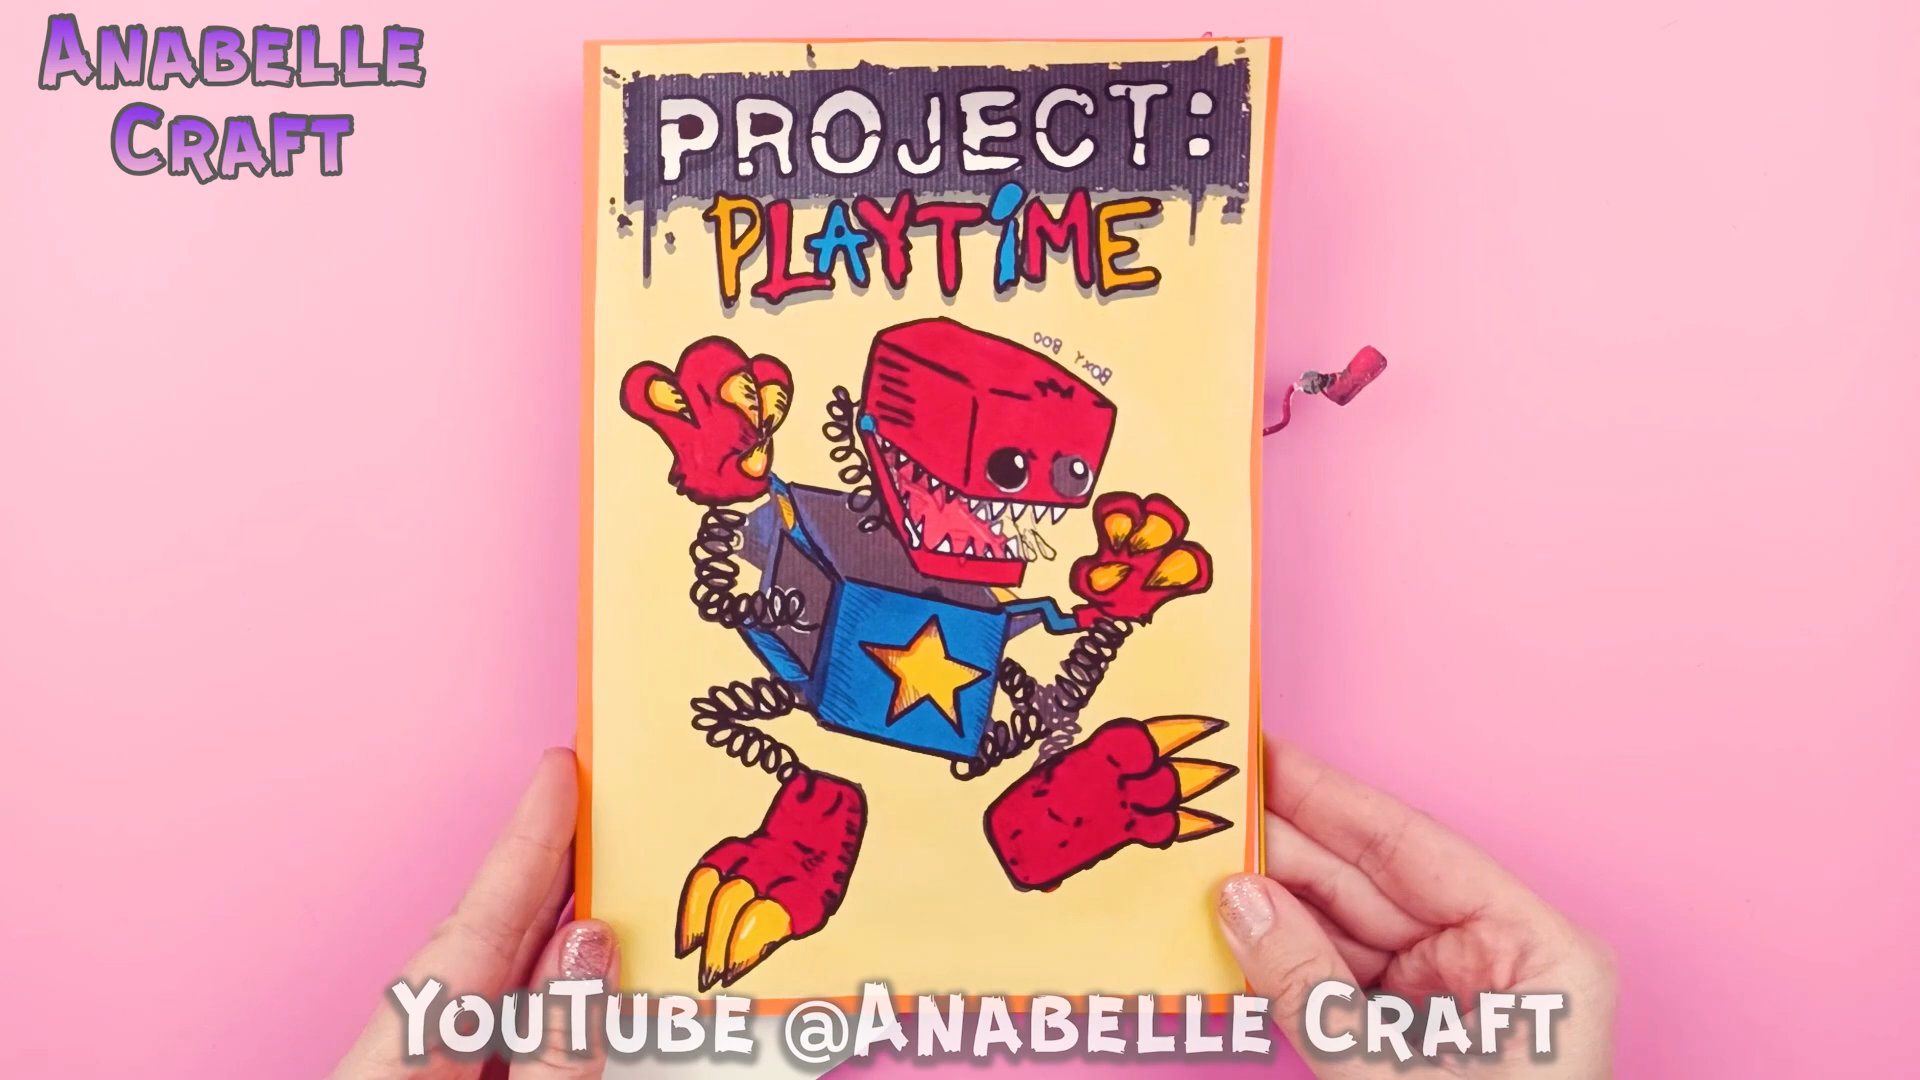 ANABELLE
CRAFT
PROJECT:
PLAYTIME
BOXY BOO
YOUTUBE @ANABELLE CRAFT